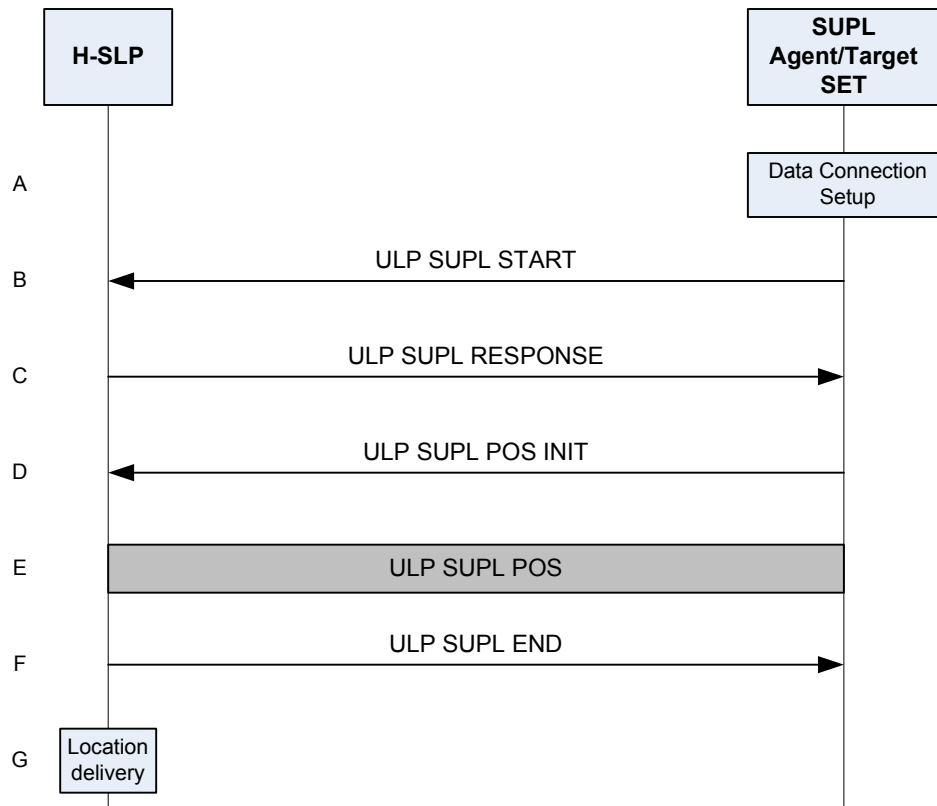 H-SLP
SUPL
Agent/Target
SET
A
Data Connection
Setup
B
ULP SUPL START
C
ULP SUPL RESPONSE
D
ULP SUPL POS INIT
E
ULP SUPL POS
F
ULP SUPL END
G
Location
delivery